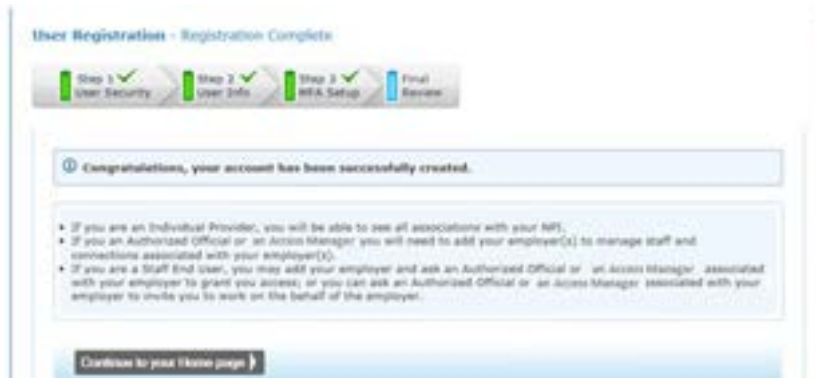 User Registration - Registration Complete
Step 1
User Security
Step 2
User Info
Step 3
MFA Setup
Final
Review
Congratulations, your account has been successfully created.
• If you are an Individual Provider, you will be able to see all associations with your NPI.
• If you an Authorized Official or an Access Manager you will need to add your employer(s) to manage staff and
connections associated with your employer(s).
• If you are a Staff End User, you may add your employer and ask an Authorized Official or an Access Manager associated
with your employer to grant you access; or you can ask an Authorized Official or an Access Manager associated with your
employer to invite you to work on the behalf of the employer.
Continue to your Home page